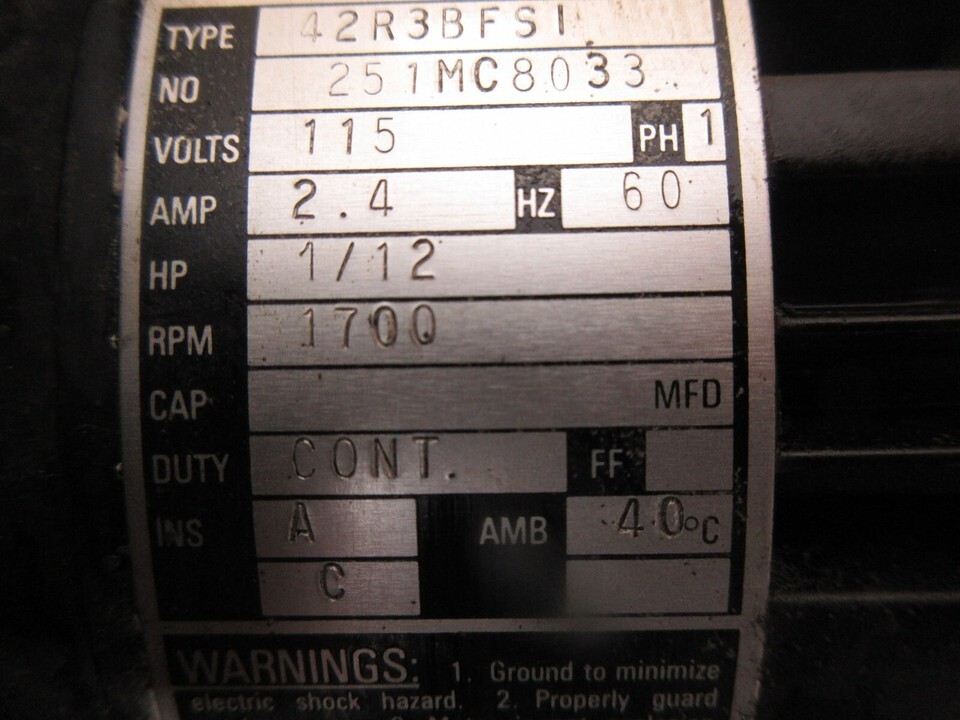 TYPE 42R3BFSI
NO 251MC8033
VOLTS 115 PH 1
AMP 2.4 HZ 60
HP 1/12
RPM 1700
CAP MFD
DUTY CONT. FF
INS A AMB 40°C
C
WARNINGS: 1. Ground to minimize
electric shock hazard. 2. Properly guard